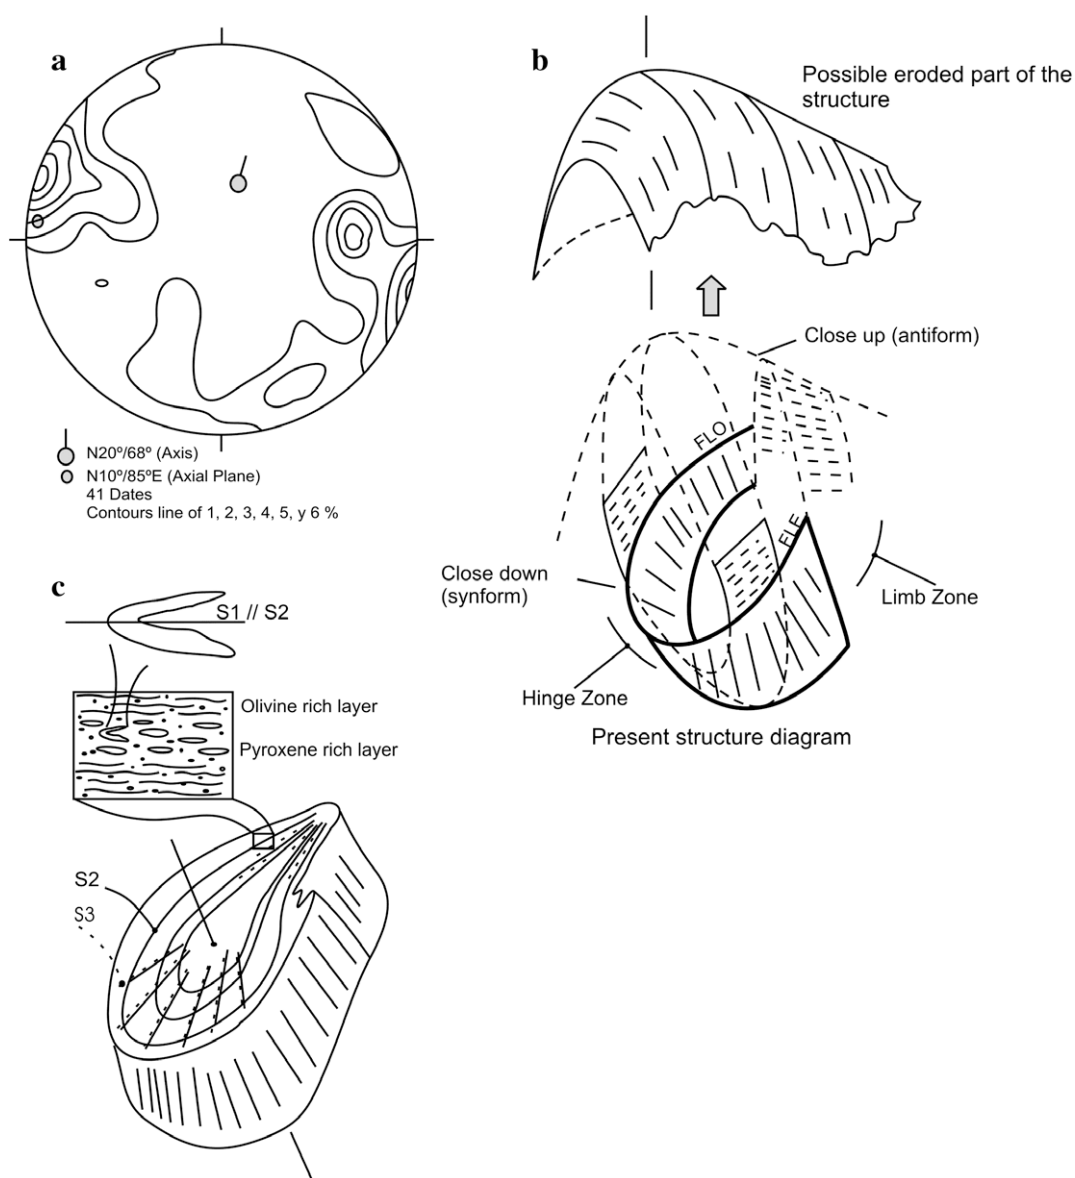 a
N20º/68º (Axis)
N10º/85ºE (Axial Plane)
41 Dates
Contours line of 1, 2, 3, 4, 5, y 6 %
b
Possible eroded part of the
structure
Close up (antiform)
FLO
FLE
Close down
(synform)
Limb Zone
Hinge Zone
Present structure diagram
c
S1 // S2
Olivine rich layer
Pyroxene rich layer
S2
S3